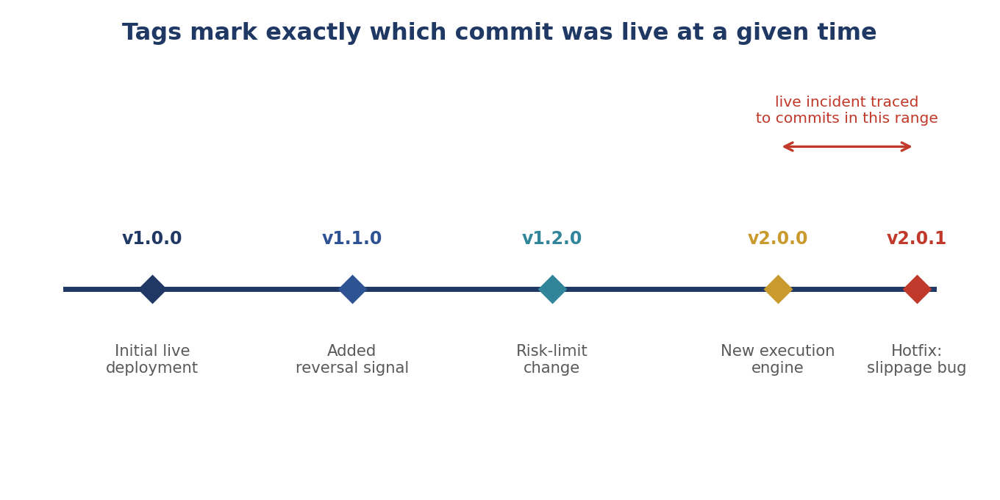 Tags mark exactly which commit was live at a given time
live incident traced
to commits in this range
v1.0.0
v1.1.0
v1.2.0
v2.0.0
v2.0.1
Initial live
deployment
Added
reversal signal
Risk-limit
change
New execution
engine
Hotfix:
slippage bug